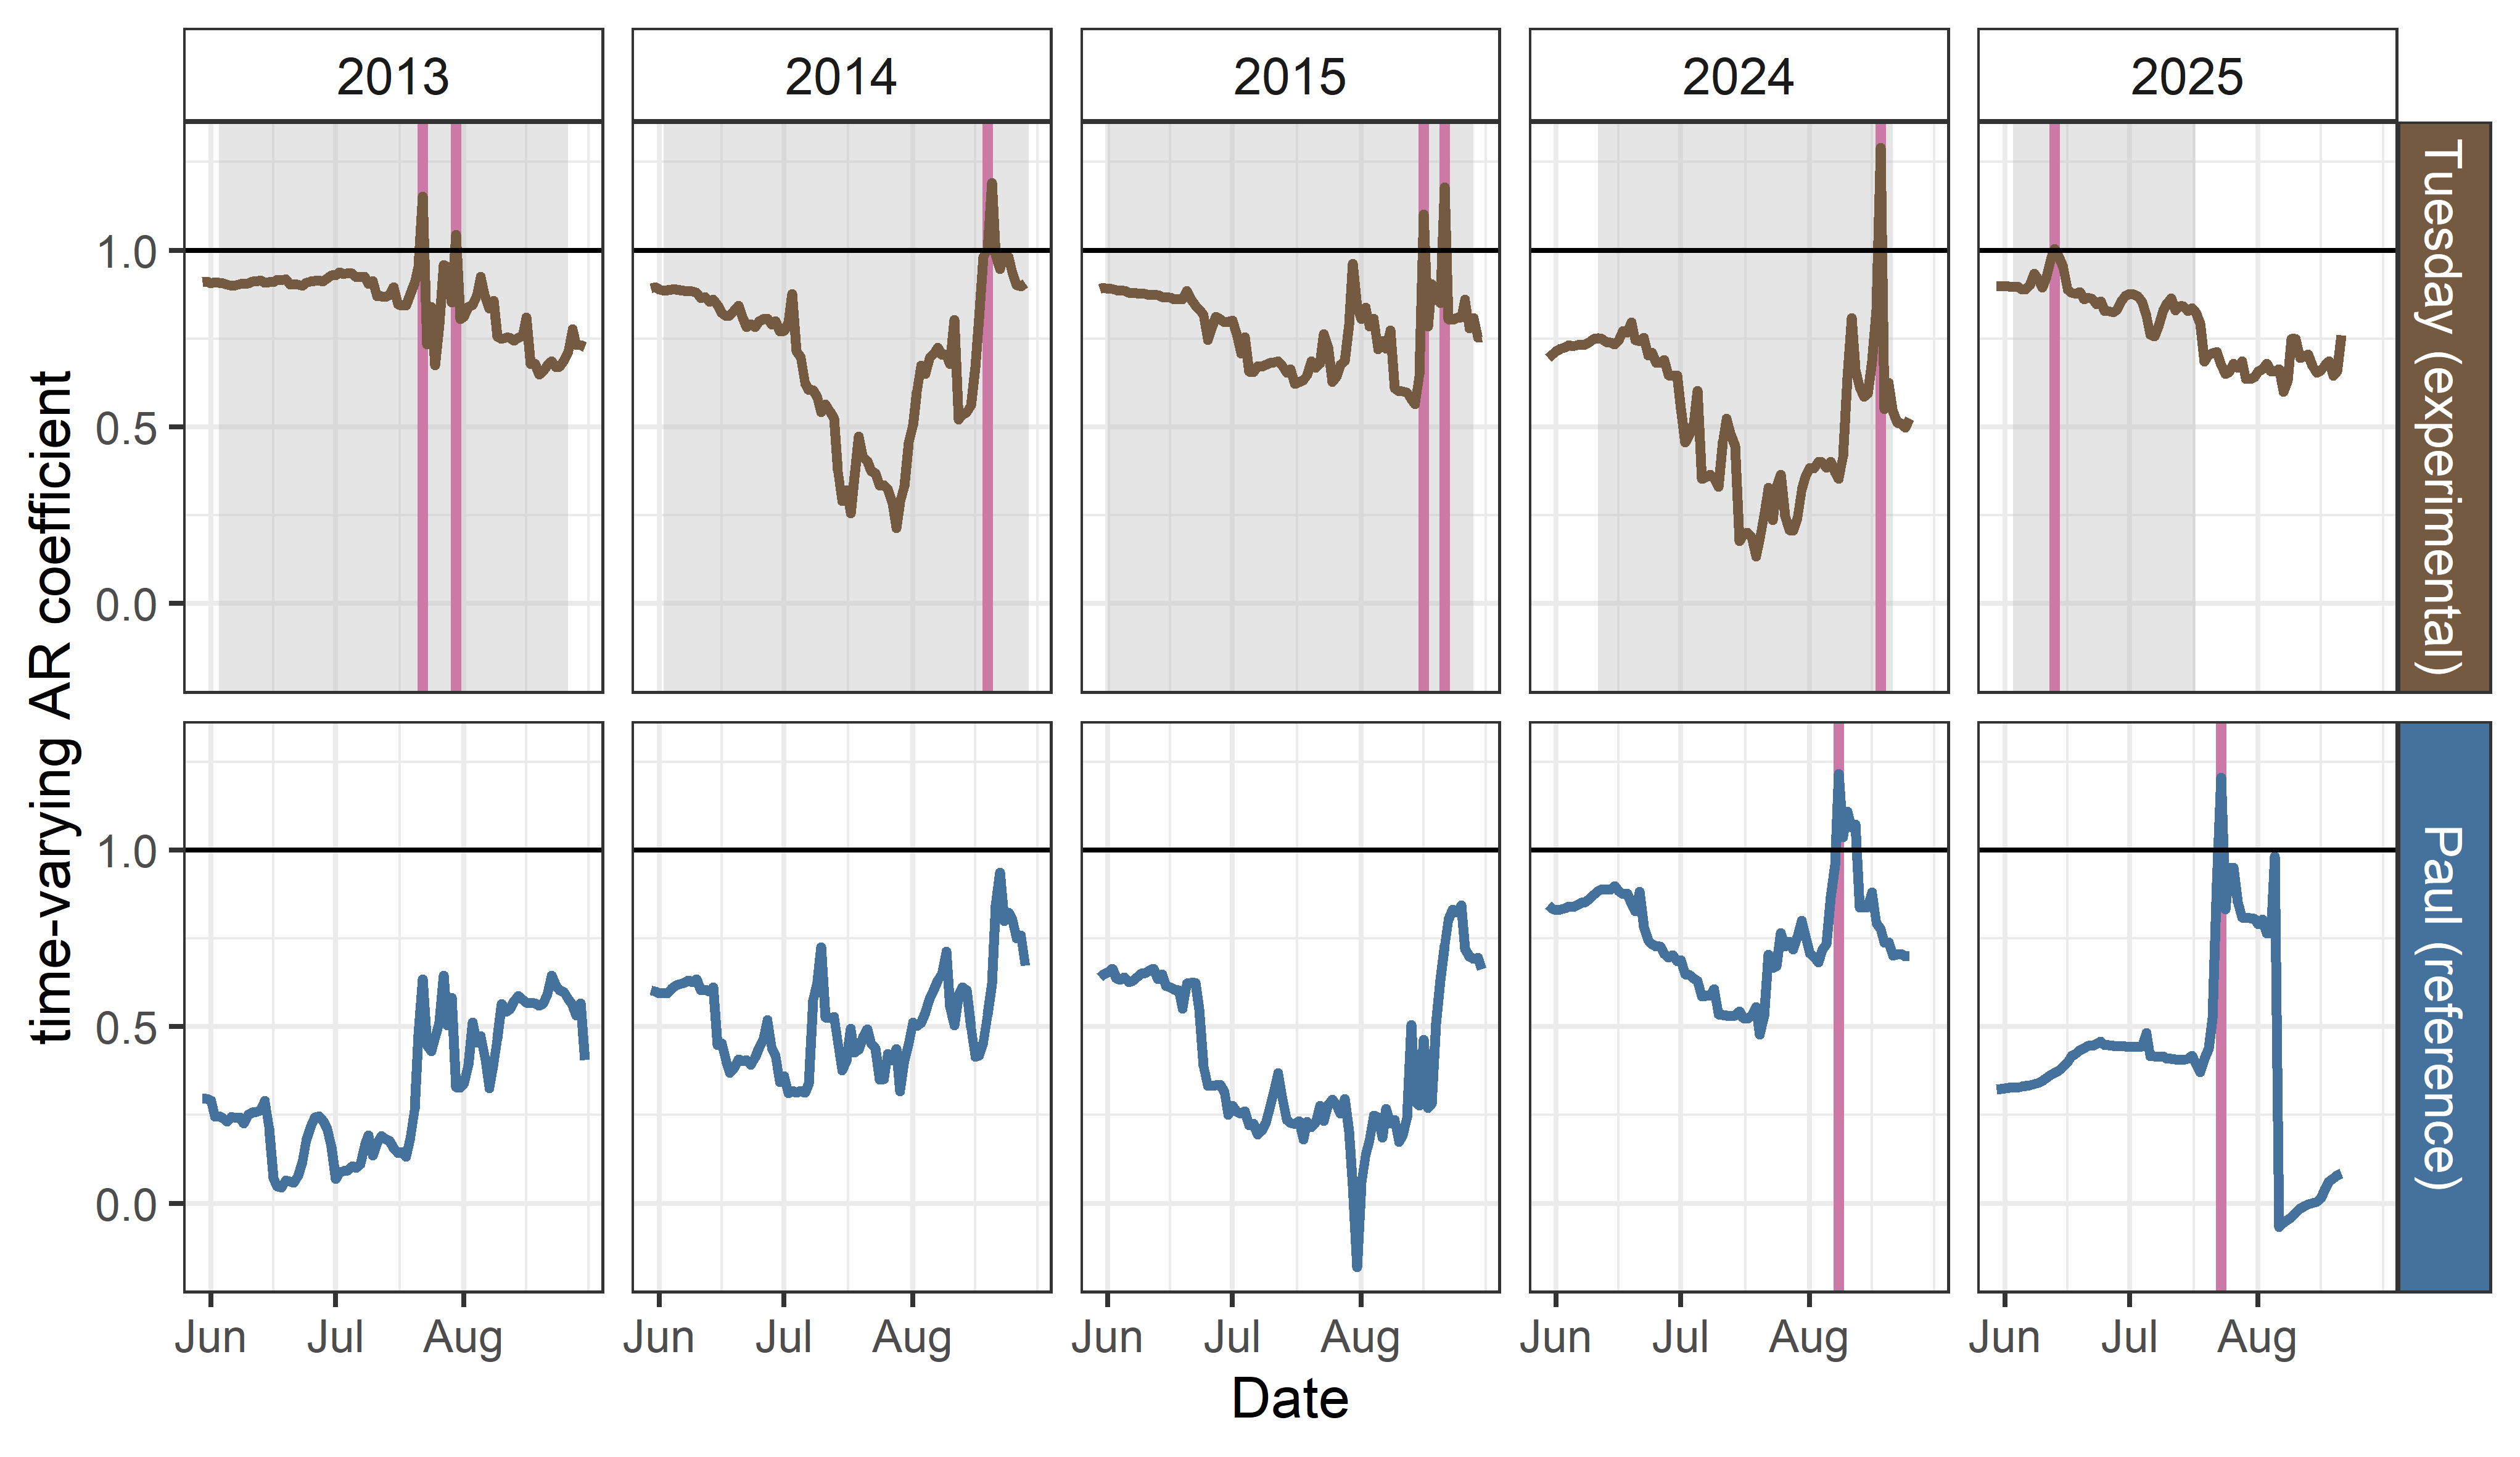 2013
2014
2015
2024
2025
Tuesday (experimental)
1.0
0.5
0.0
time-varying AR coefficient
Paul (reference)
1.0
0.5
0.0
Jun Jul Aug
Jun Jul Aug
Jun Jul Aug
Jun Jul Aug
Jun Jul Aug
Date